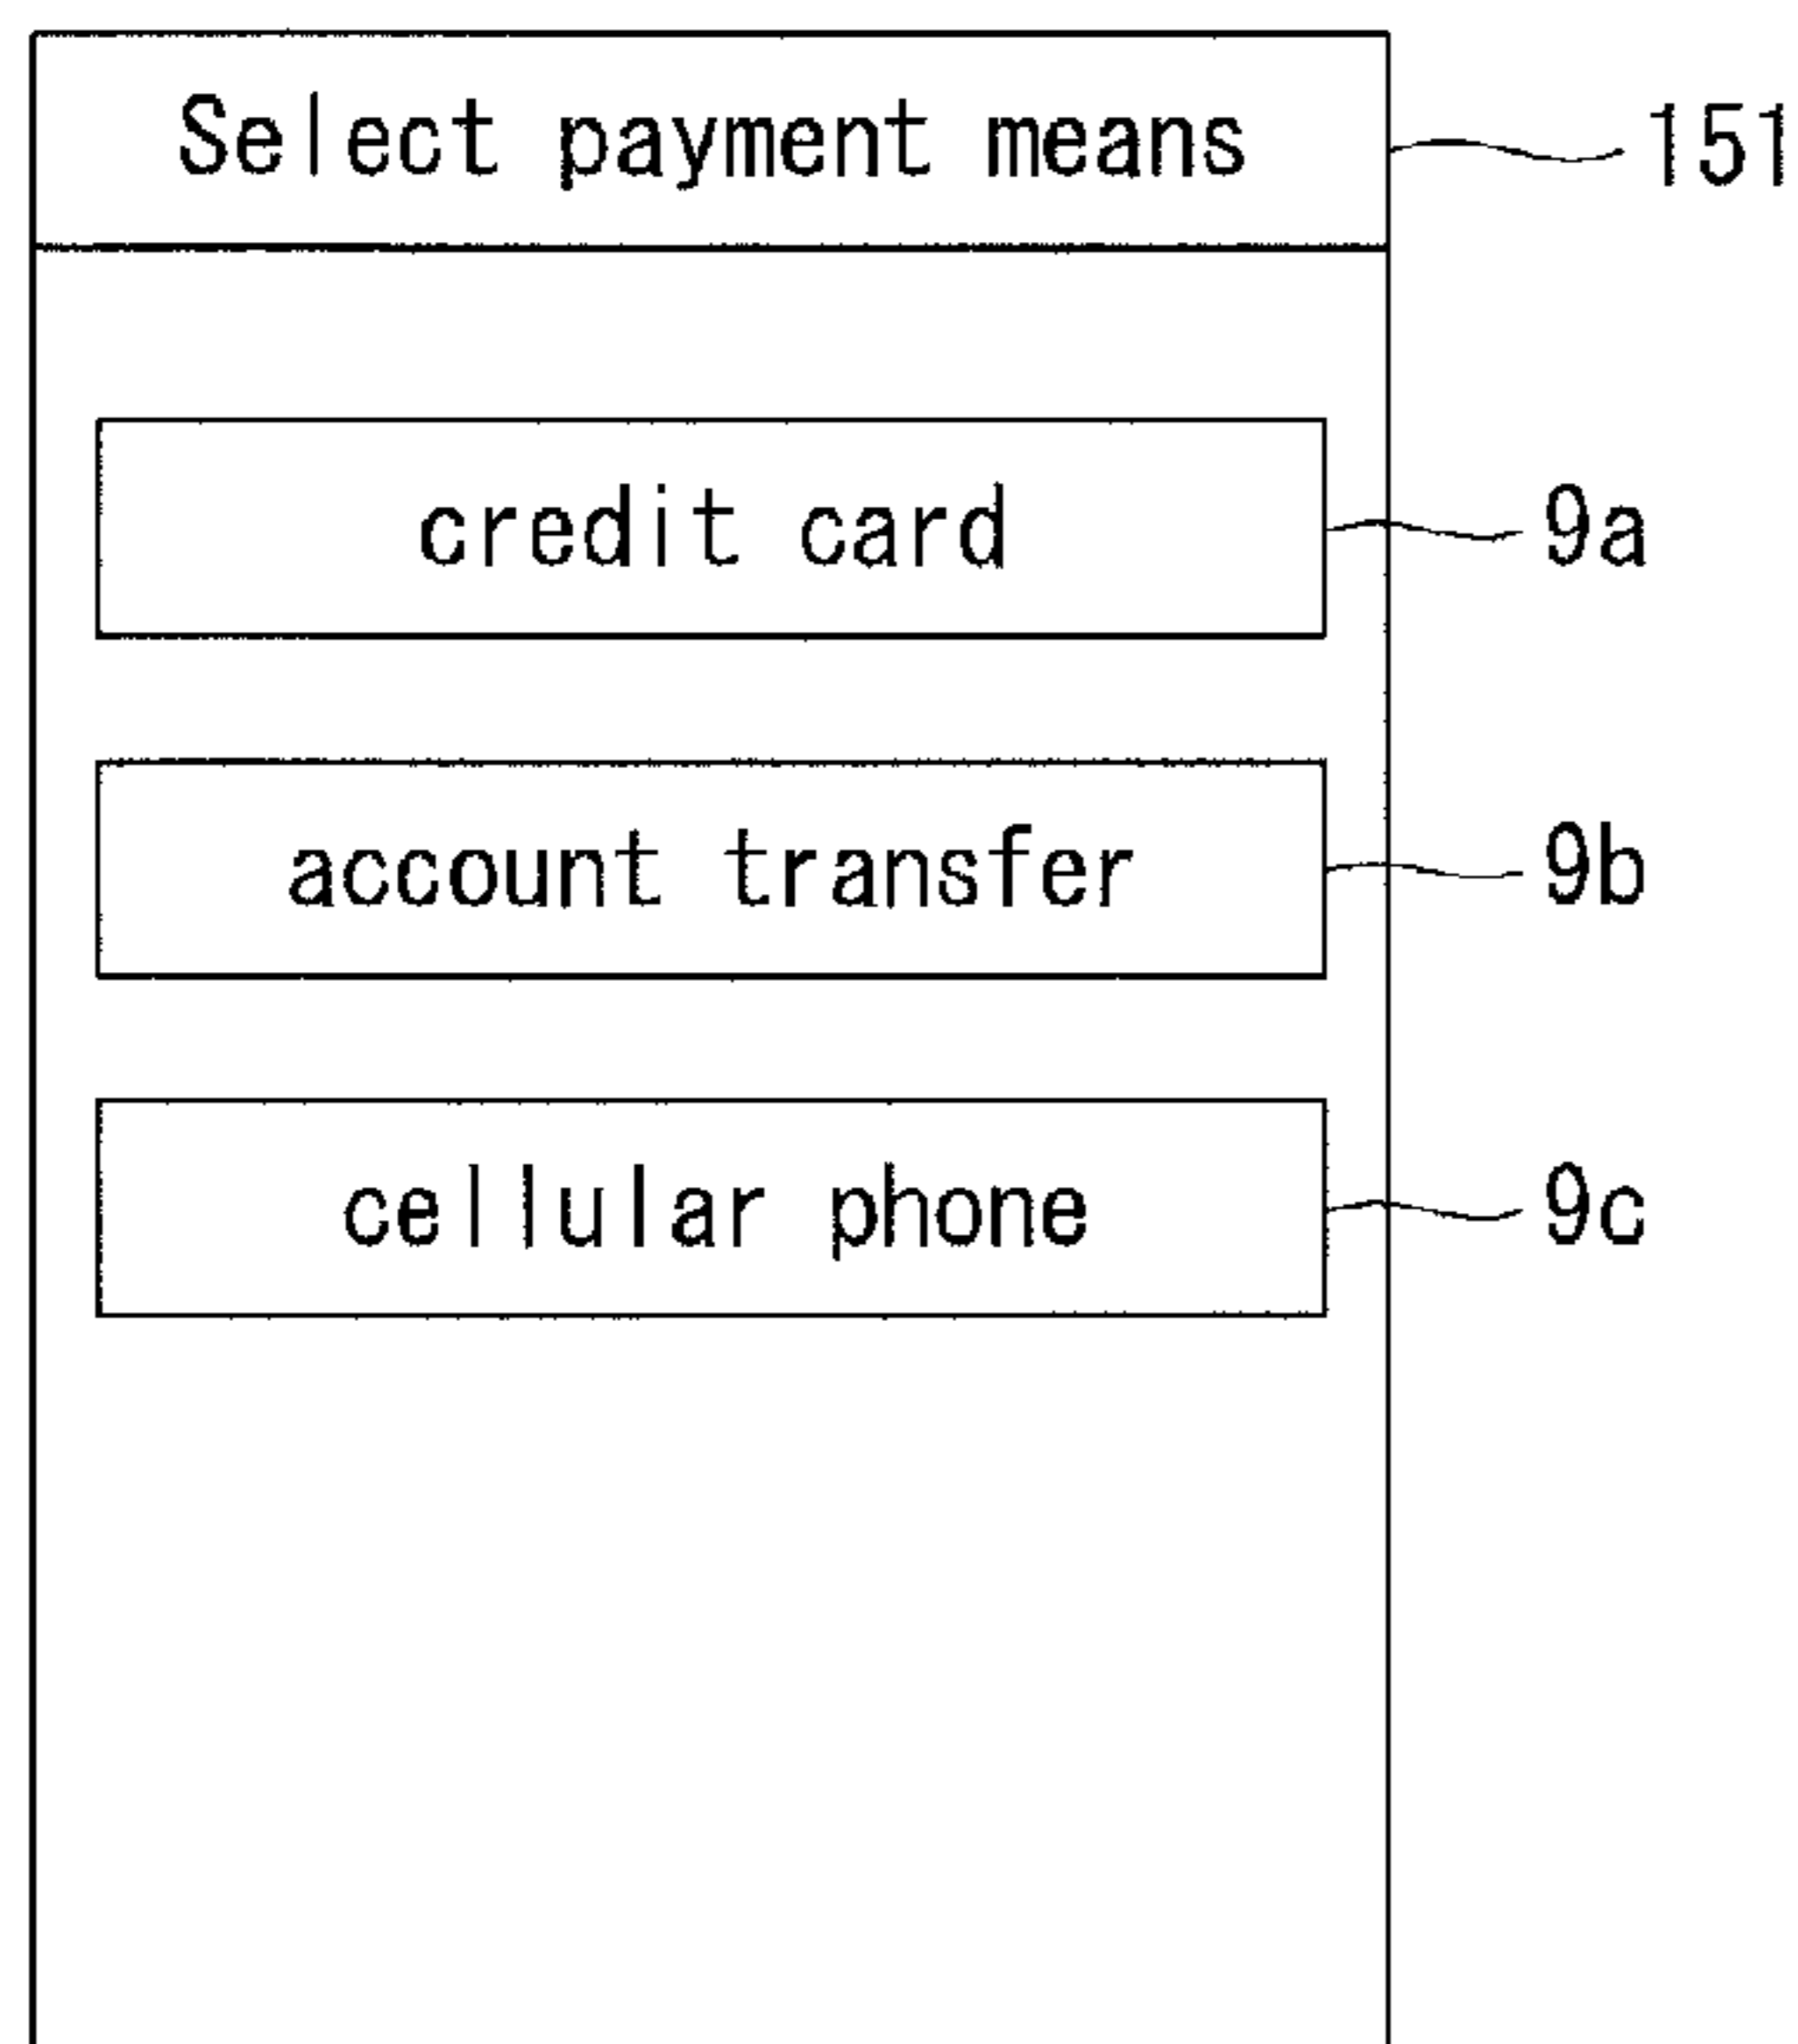 Select payment means 151
credit card 9a
account transfer 9b
cellular phone 9c